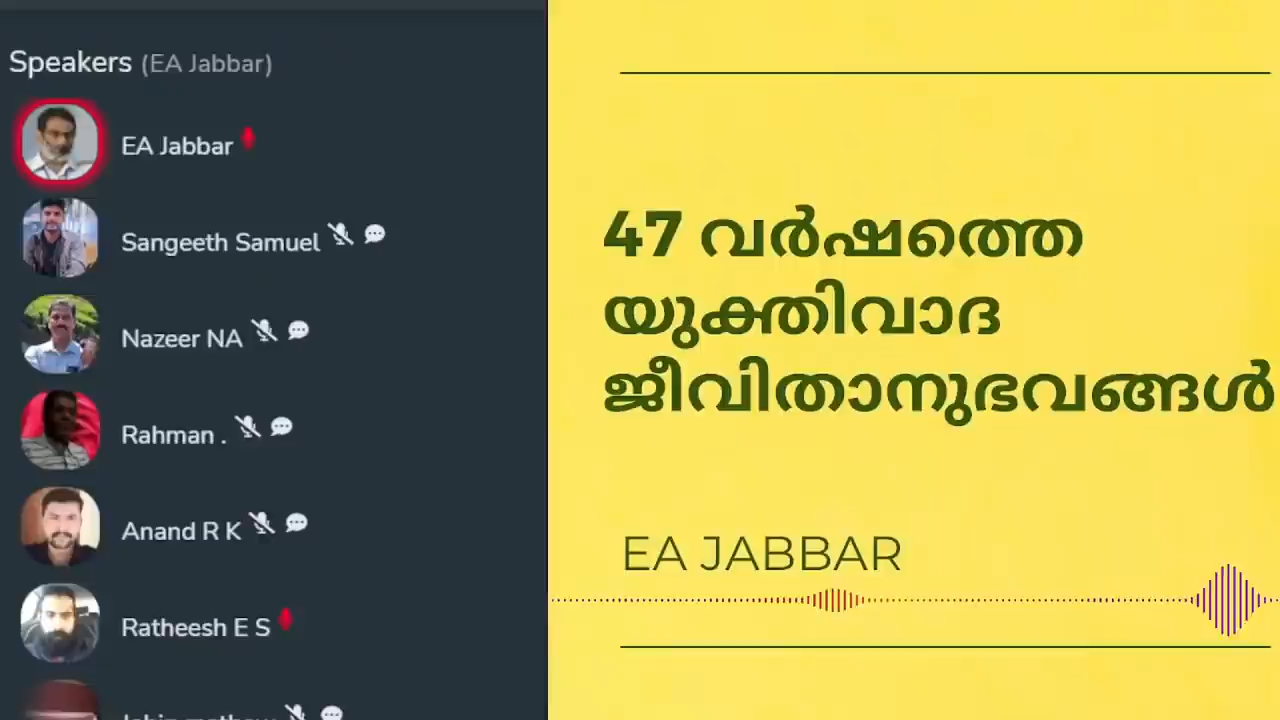 Speakers (EA Jabbar)
EA Jabbar
Sangeeth Samuel
Nazeer NA
Rahman .
Anand R K
Ratheesh E S
47 വർഷത്തെ
യുക്തിവാദ
ജീവിതാനുഭവങ്ങൾ
EA JABBAR